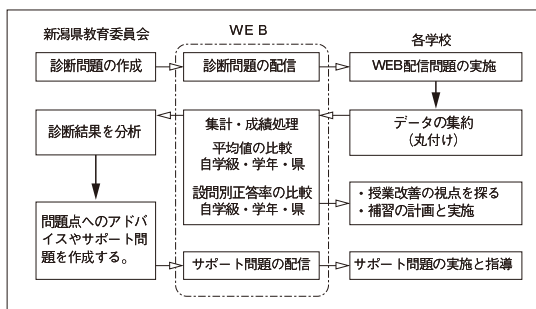 新潟県教育委員会
WEB
各学校
診断問題の作成
診断問題の配信
WEB配信問題の実施
診断結果を分析
集計・成績処理
平均値の比較
自学級・学年・県
設問別正答率の比較
自学級・学年・県
データの集約
(丸付け)
・授業改善の視点を探る
・補習の計画と実施
問題点へのアドバ
イスやサポート問
題を作成する。
サポート問題の配信
サポート問題の実施と指導